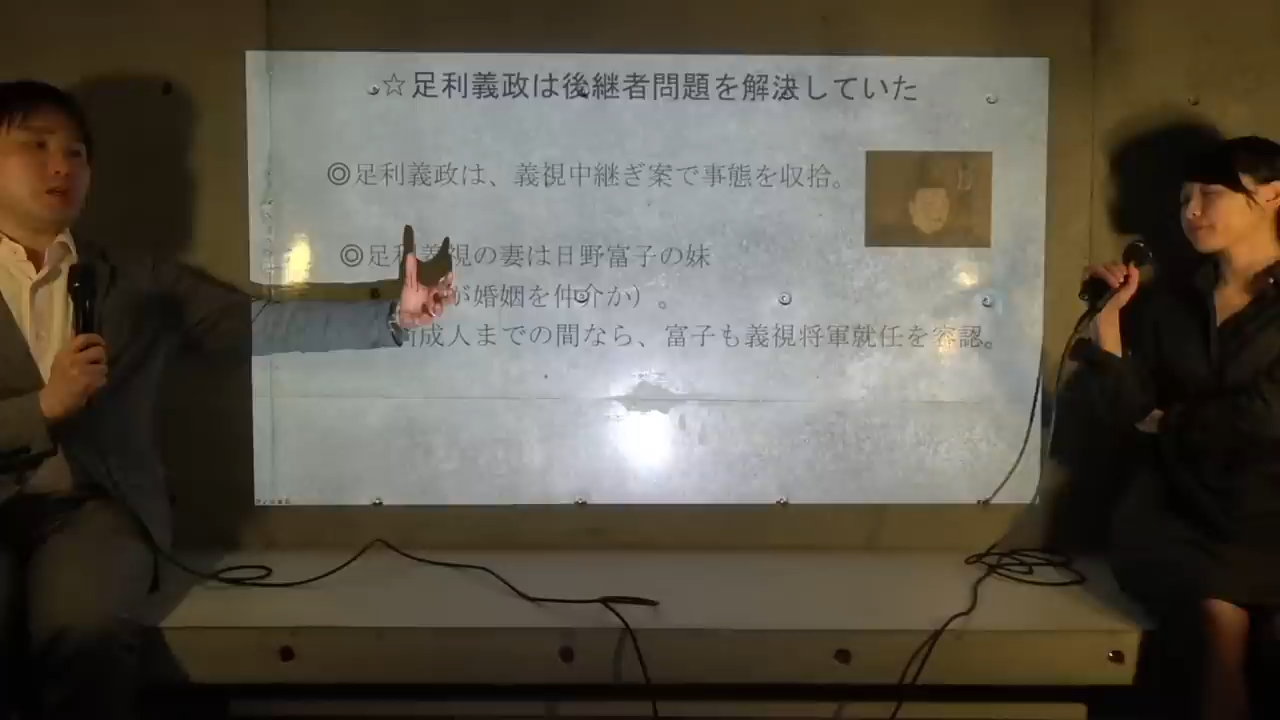 ☆足利義政は後継者問題を解決していた
◎足利義政は、義視中継ぎ案で事態を収拾。
◎足利義視の妻は日野富子の妹
が婚姻を仲介か）。
成人までの間なら、富子も義視将軍就任を容認。